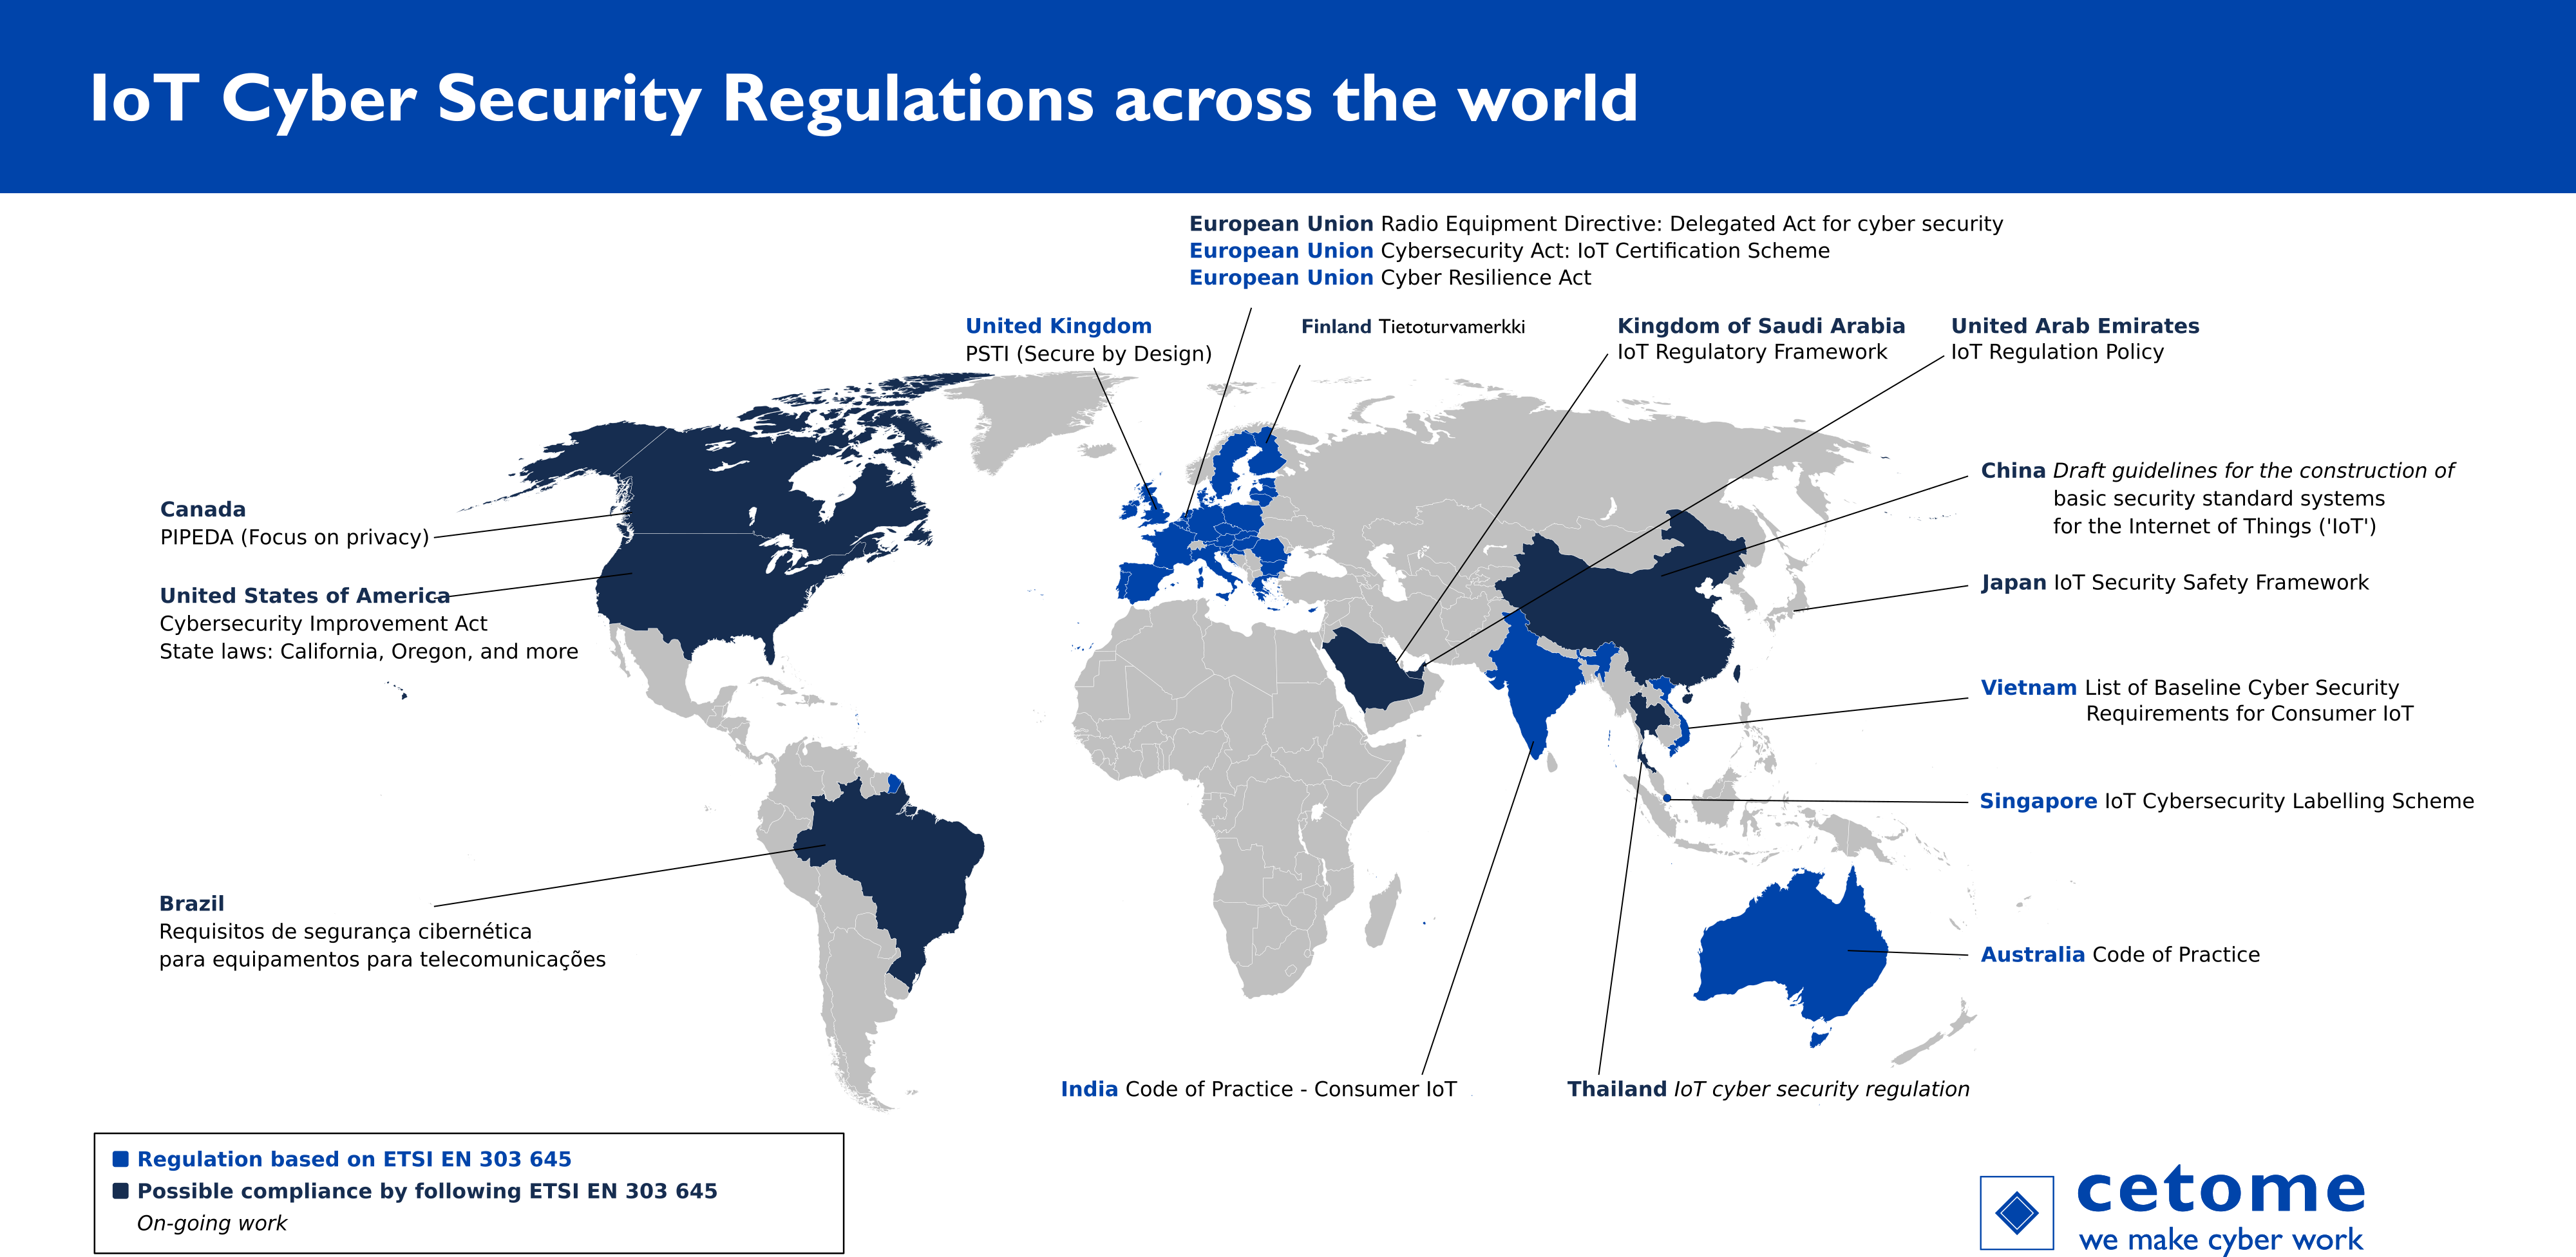 IoT Cyber Security Regulations across the world
European Union Radio Equipment Directive: Delegated Act for cyber security
European Union Cybersecurity Act: IoT Certification Scheme
European Union Cyber Resilience Act
United Kingdom
PSTI (Secure by Design)
Finland Tietoturvamerkki
Kingdom of Saudi Arabia
IoT Regulatory Framework
United Arab Emirates
IoT Regulation Policy
Canada
PIPEDA (Focus on privacy)
United States of America
Cybersecurity Improvement Act
State laws: California, Oregon, and more
China Draft guidelines for the construction of
basic security standard systems
for the Internet of Things ('IoT')
Japan IoT Security Safety Framework
Vietnam List of Baseline Cyber Security
Requirements for Consumer IoT
Singapore IoT Cybersecurity Labelling Scheme
Brazil
Requisitos de segurança cibernética
para equipamentos para telecomunicações
Australia Code of Practice
India Code of Practice - Consumer IoT
Thailand IoT cyber security regulation
Regulation based on ETSI EN 303 645
Possible compliance by following ETSI EN 303 645
On-going work
cetome
we make cyber work